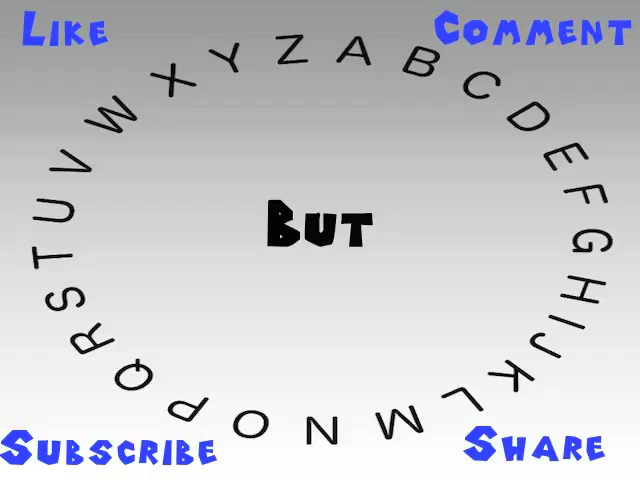 Like
Comment
A B C D E F G H I J K L M N O P Q R S T U V W X Y Z
But
Subscribe
Share